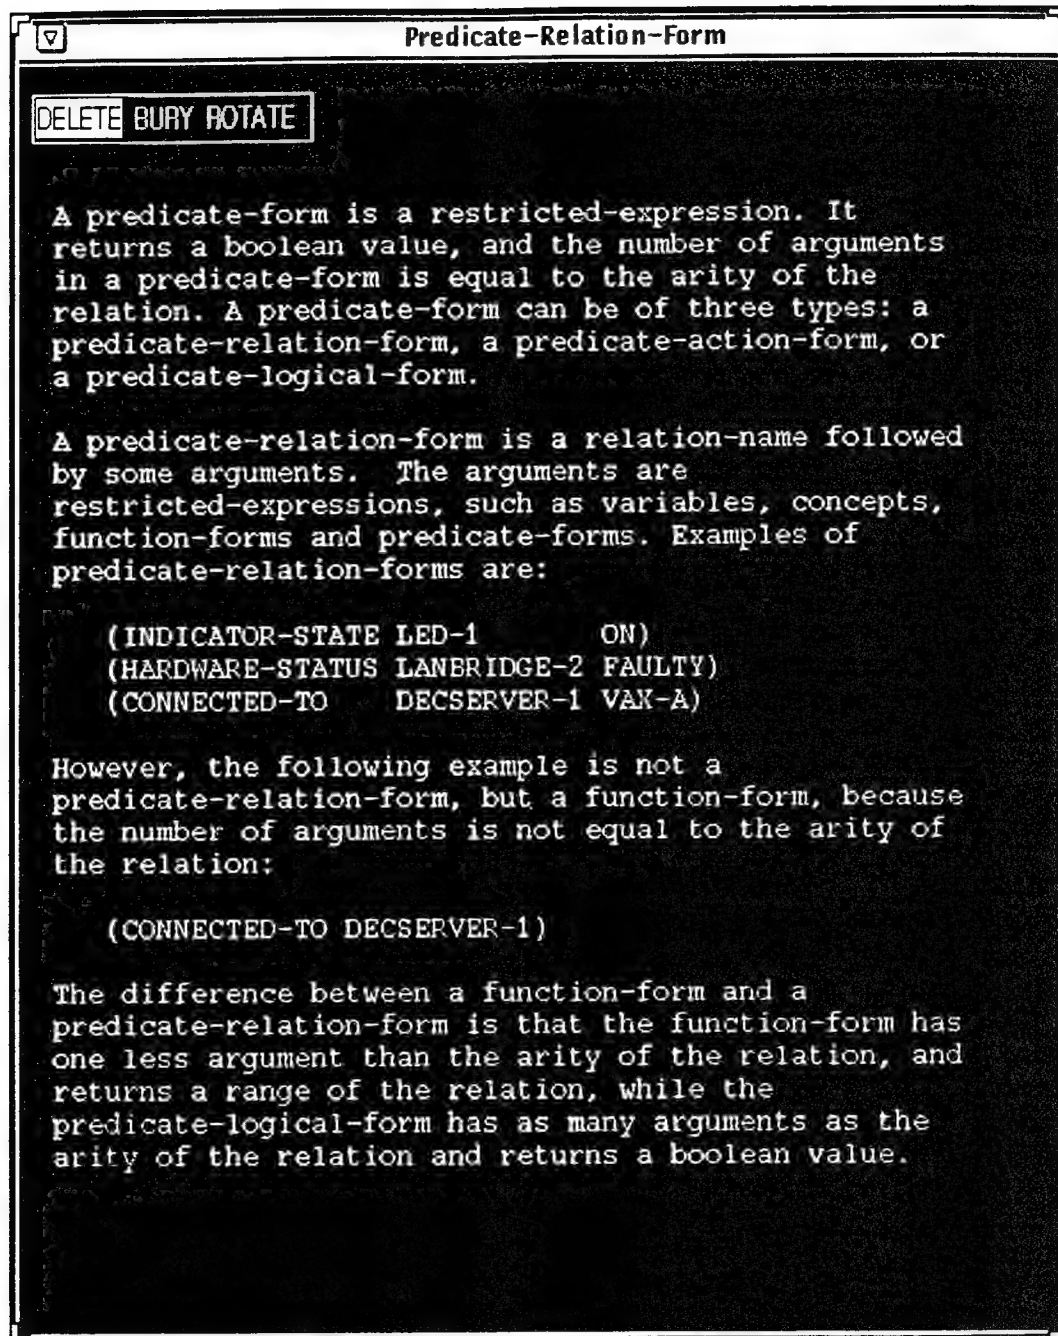 Predicate-Relation-Form
DELETE BURY ROTATE
A predicate-form is a restricted-expression. It
returns a boolean value, and the number of arguments
in a predicate-form is equal to the arity of the
relation. A predicate-form can be of three types: a
predicate-relation-form, a predicate-action-form, or
a predicate-logical-form.
A predicate-relation-form is a relation-name followed
by some arguments. The arguments are
restricted-expressions, such as variables, concepts,
function-forms and predicate-forms. Examples of
predicate-relation-forms are:
(INDICATOR-STATE LED-1 ON)
(HARDWARE-STATUS LANBRIDGE-2 FAULTY)
(CONNECTED-TO DECSERVER-1 VAX-A)
However, the following example is not a
predicate-relation-form, but a function-form, because
the number of arguments is not equal to the arity of
the relation:
(CONNECTED-TO DECSERVER-1)
The difference between a function-form and a
predicate-relation-form is that the function-form has
one less argument than the arity of the relation, and
returns a range of the relation, while the
predicate-logical-form has as many arguments as the
arity of the relation and returns a boolean value.